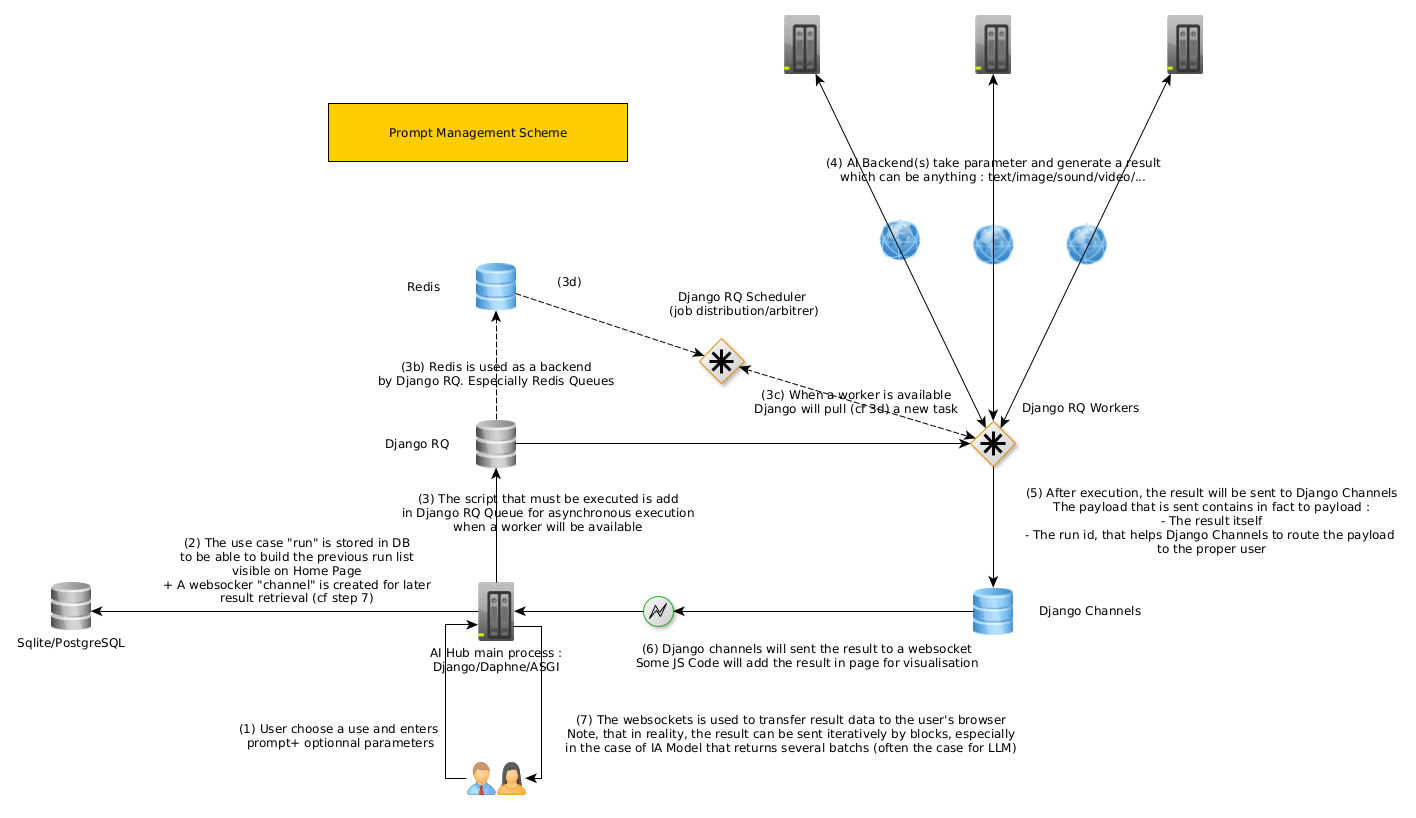 Prompt Management Scheme
(4) AI Backend(s) take parameter and generate a result
which can be anything : text/image/sound/video/...
Redis
(3d)
Django RQ Scheduler
(job distribution/arbitrer)
(3b) Redis is used as a backend
by Django RQ. Especially Redis Queues
(3c) When a worker is available
Django will pull (cf 3d) a new task
Django RQ Workers
Django RQ
(3) The script that must be executed is add
in Django RQ Queue for asynchronous execution
when a worker will be available
(5) After execution, the result will be sent to Django Channels
The payload that is sent contains in fact to payload :
- The result itself
- The run id, that helps Django Channels to route the payload
to the proper user
(2) The use case "run" is stored in DB
to be able to build the previous run list
visible on Home Page
+ A websocker "channel" is created for later
result retrieval (cf step 7)
Sqlite/PostgreSQL
AI Hub main process :
Django/Daphne/ASGI
Django Channels
(6) Django channels will sent the result to a websocket
Some JS Code will add the result in page for visualisation
(1) User choose a use and enters
prompt+ optionnal parameters
(7) The websockets is used to transfer result data to the user's browser
Note, that in reality, the result can be sent iteratively by blocks, especially
in the case of IA Model that returns several batchs (often the case for LLM)